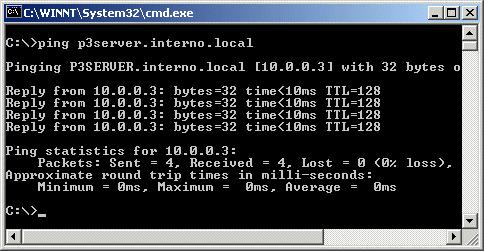 C:\WINNT\System32\cmd.exe
C:\>ping p3server.interno.local
Pinging P3SERVER.interno.local [10.0.0.3] with 32 bytes o
Reply from 10.0.0.3: bytes=32 time<10ms TTL=128
Reply from 10.0.0.3: bytes=32 time<10ms TTL=128
Reply from 10.0.0.3: bytes=32 time<10ms TTL=128
Reply from 10.0.0.3: bytes=32 time<10ms TTL=128
Ping statistics for 10.0.0.3:
Packets: Sent = 4, Received = 4, Lost = 0 (0% loss),
Approximate round trip times in milli-seconds:
Minimum = 0ms, Maximum =  0ms, Average =  0ms
C:\>_